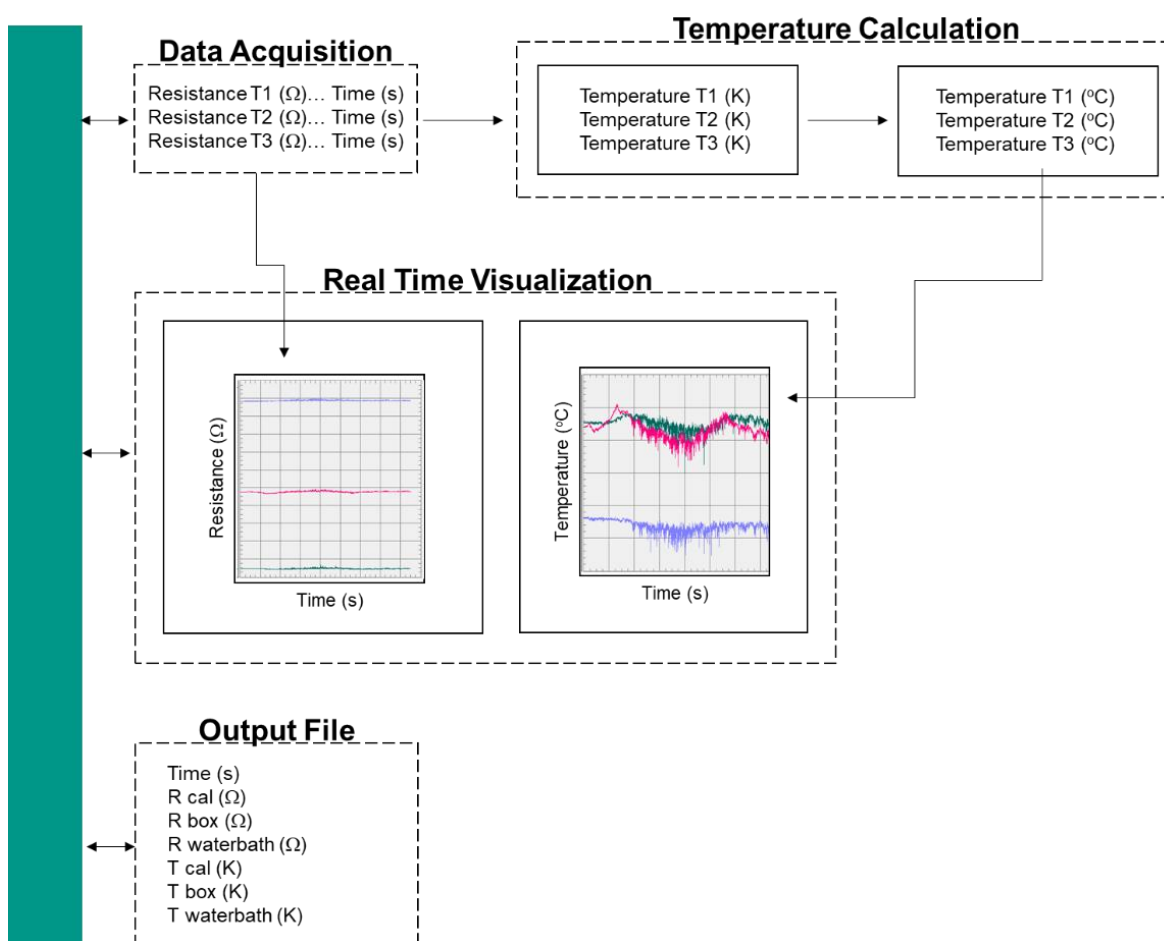 Data Acquisition
Resistance T1 (Ω)… Time (s)
Resistance T2 (Ω)… Time (s)
Resistance T3 (Ω)… Time (s)
Temperature Calculation
Temperature T1 (K)
Temperature T2 (K)
Temperature T3 (K)
Temperature T1 (ºC)
Temperature T2 (ºC)
Temperature T3 (ºC)
Real Time Visualization
Resistance (Ω)
Time (s)
Temperature (ºC)
Time (s)
Output File
Time (s)
R cal (Ω)
R box (Ω)
R waterbath (Ω)
T cal (K)
T box (K)
T waterbath (K)